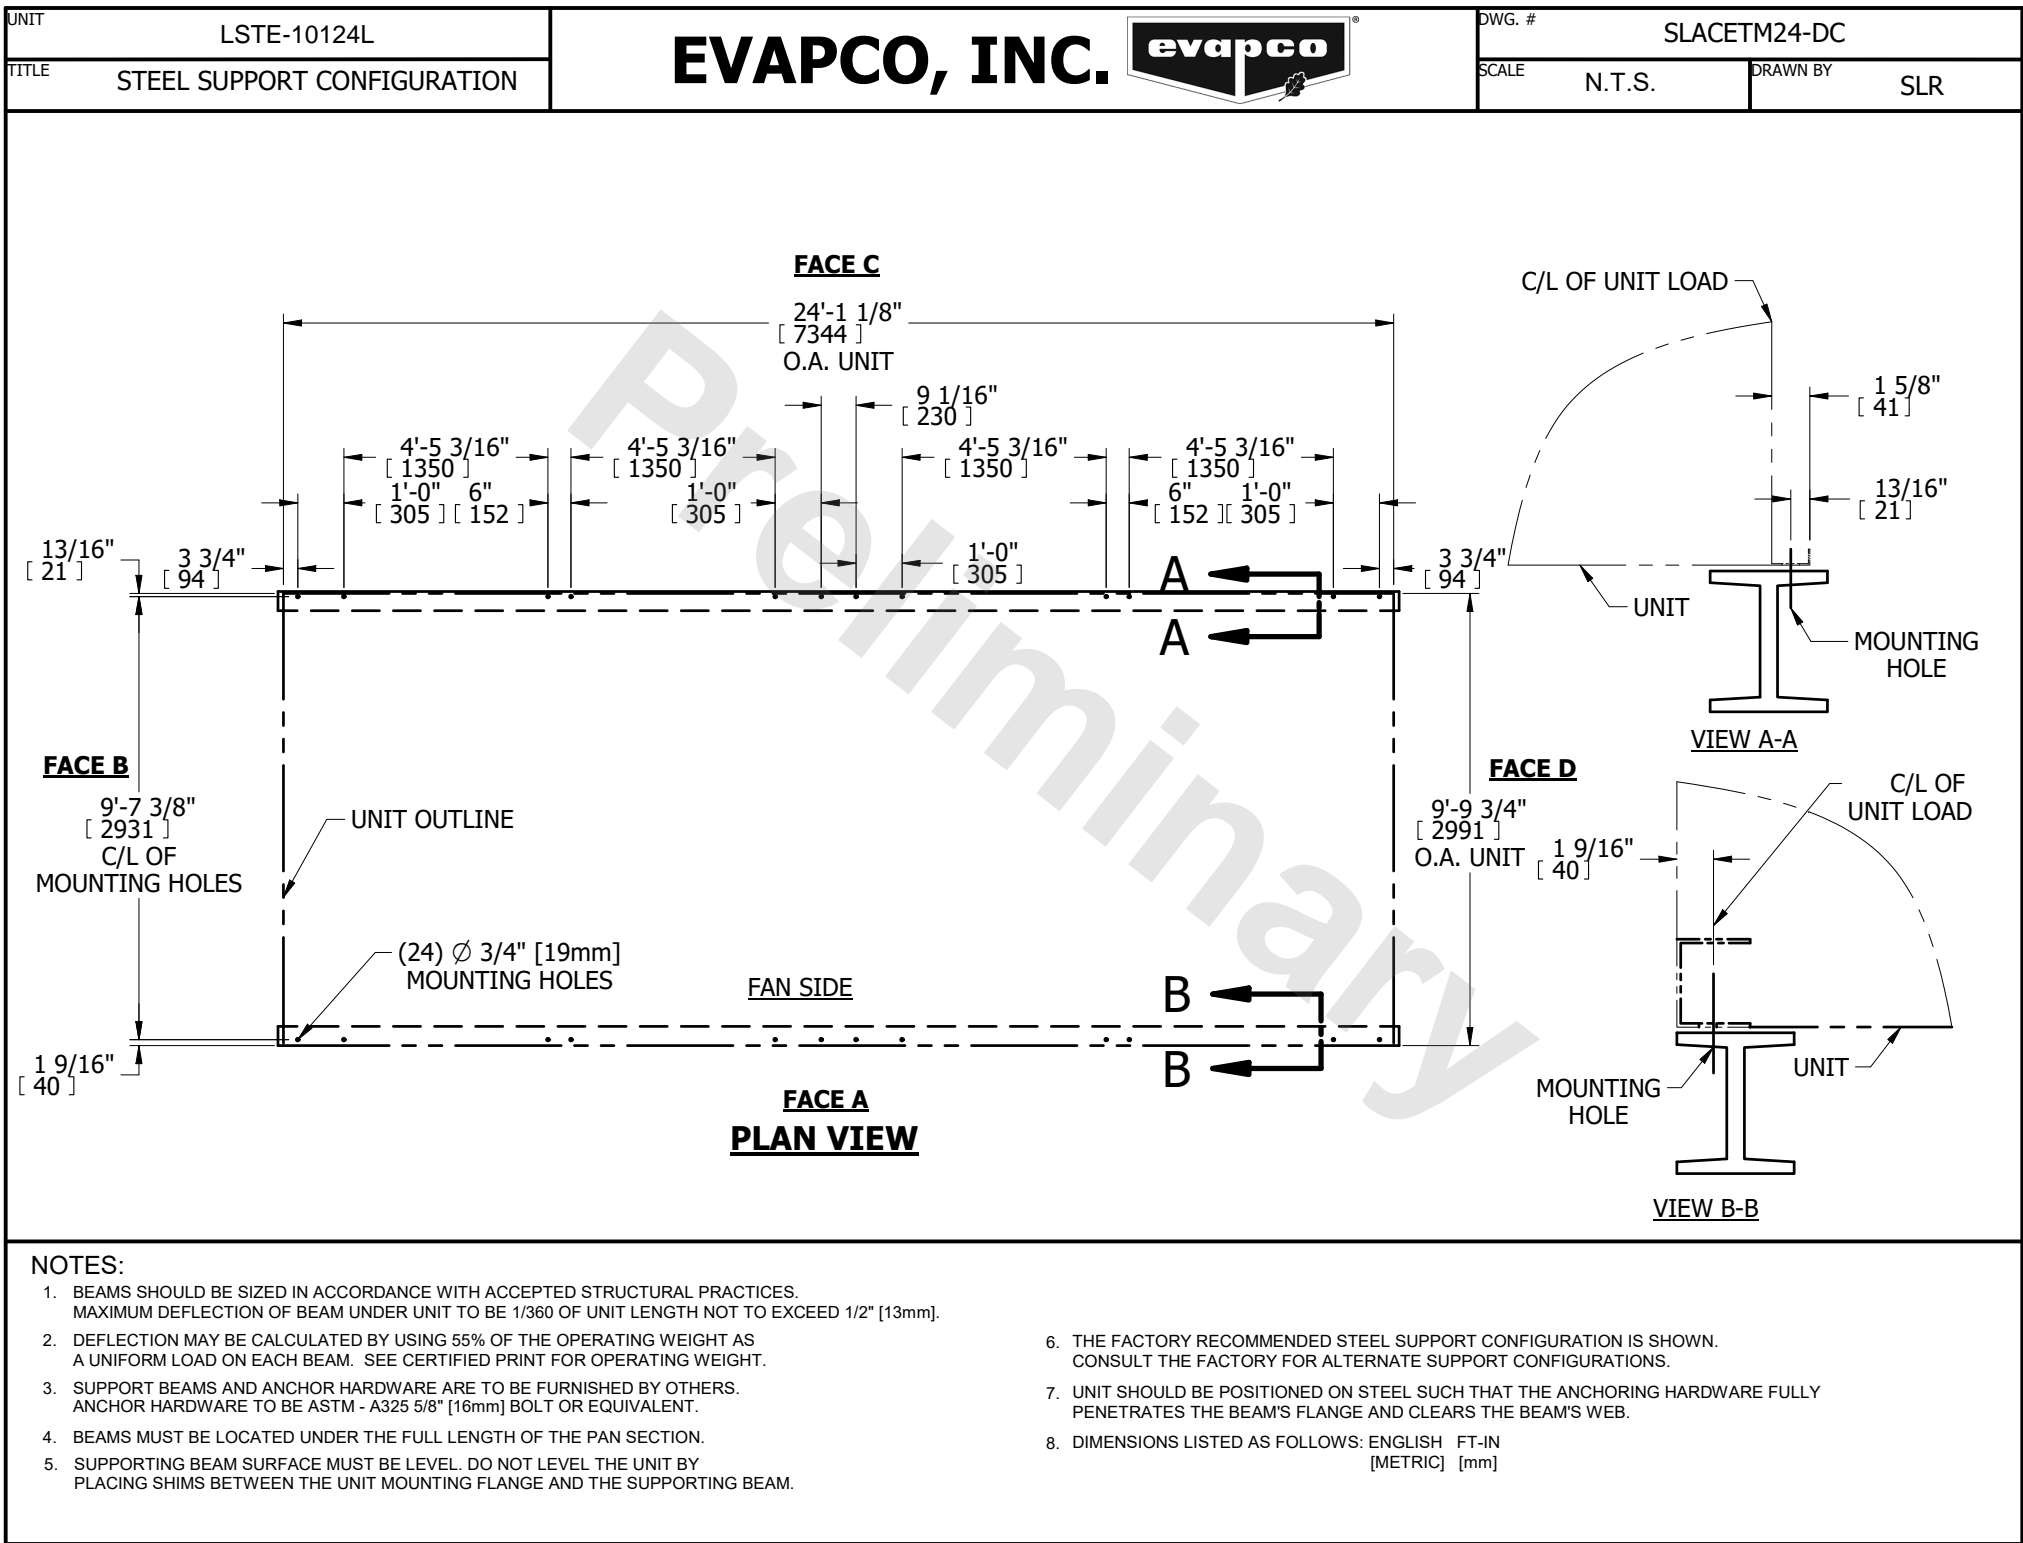 UNIT
LSTE-10124L
TITLE
STEEL SUPPORT CONFIGURATION
EVAPCO, INC.
evapco
®
DWG. #
SLACETM24-DC
SCALE
N.T.S.
DRAWN BY
SLR
FACE C
24'-1 1/8"
[ 7344 ]
O.A. UNIT
9 1/16"
[ 230 ]
4'-5 3/16"
[ 1350 ]
4'-5 3/16"
[ 1350 ]
4'-5 3/16"
[ 1350 ]
4'-5 3/16"
[ 1350 ]
1'-0"
[ 305 ]
6"
[ 152 ]
1'-0"
[ 305 ]
6"
[ 152 ]
1'-0"
[ 305 ]
13/16"
[ 21 ]
3 3/4"
[ 94 ]
1'-0"
[ 305 ]
3 3/4"
[ 94 ]
A
A
FACE B
9'-7 3/8"
[ 2931 ]
C/L OF
MOUNTING HOLES
UNIT OUTLINE
(24) Ø 3/4" [19mm]
MOUNTING HOLES
FAN SIDE
B
B
1 9/16"
[ 40 ]
FACE A
PLAN VIEW
FACE D
9'-9 3/4"
[ 2991 ]
O.A. UNIT
Preliminary
C/L OF UNIT LOAD
1 5/8"
[ 41 ]
13/16"
[ 21 ]
UNIT
MOUNTING
HOLE
VIEW A-A
C/L OF
UNIT LOAD
1 9/16"
[ 40 ]
UNIT
MOUNTING
HOLE
VIEW B-B
NOTES:
1. BEAMS SHOULD BE SIZED IN ACCORDANCE WITH ACCEPTED STRUCTURAL PRACTICES.
MAXIMUM DEFLECTION OF BEAM UNDER UNIT TO BE 1/360 OF UNIT LENGTH NOT TO EXCEED 1/2" [13mm].
2. DEFLECTION MAY BE CALCULATED BY USING 55% OF THE OPERATING WEIGHT AS
A UNIFORM LOAD ON EACH BEAM. SEE CERTIFIED PRINT FOR OPERATING WEIGHT.
3. SUPPORT BEAMS AND ANCHOR HARDWARE ARE TO BE FURNISHED BY OTHERS.
ANCHOR HARDWARE TO BE ASTM - A325 5/8" [16mm] BOLT OR EQUIVALENT.
4. BEAMS MUST BE LOCATED UNDER THE FULL LENGTH OF THE PAN SECTION.
5. SUPPORTING BEAM SURFACE MUST BE LEVEL. DO NOT LEVEL THE UNIT BY
PLACING SHIMS BETWEEN THE UNIT MOUNTING FLANGE AND THE SUPPORTING BEAM.
6. THE FACTORY RECOMMENDED STEEL SUPPORT CONFIGURATION IS SHOWN.
CONSULT THE FACTORY FOR ALTERNATE SUPPORT CONFIGURATIONS.
7. UNIT SHOULD BE POSITIONED ON STEEL SUCH THAT THE ANCHORING HARDWARE FULLY
PENETRATES THE BEAM'S FLANGE AND CLEARS THE BEAM'S WEB.
8. DIMENSIONS LISTED AS FOLLOWS: ENGLISH FT-IN
[METRIC] [mm]